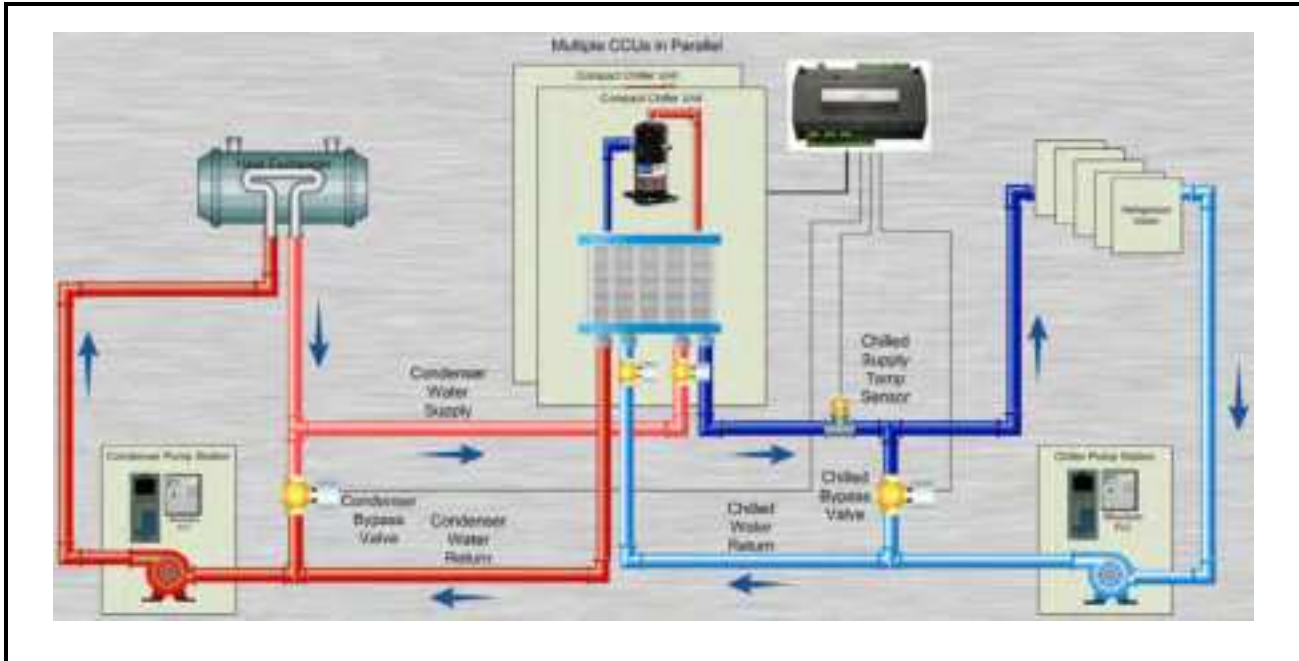 Multiple CCUs in Parallel
Compact Chiller Unit
Compact Chiller Unit
Heat Exchanger
Chilled
Supply
Temp
Sensor
Condenser
Water
Supply
Condenser Pump Station
Chiller Pump Station
Condenser
Bypass
Valve
Condenser
Water
Return
Chilled
Water
Return
Chilled
Bypass
Valve